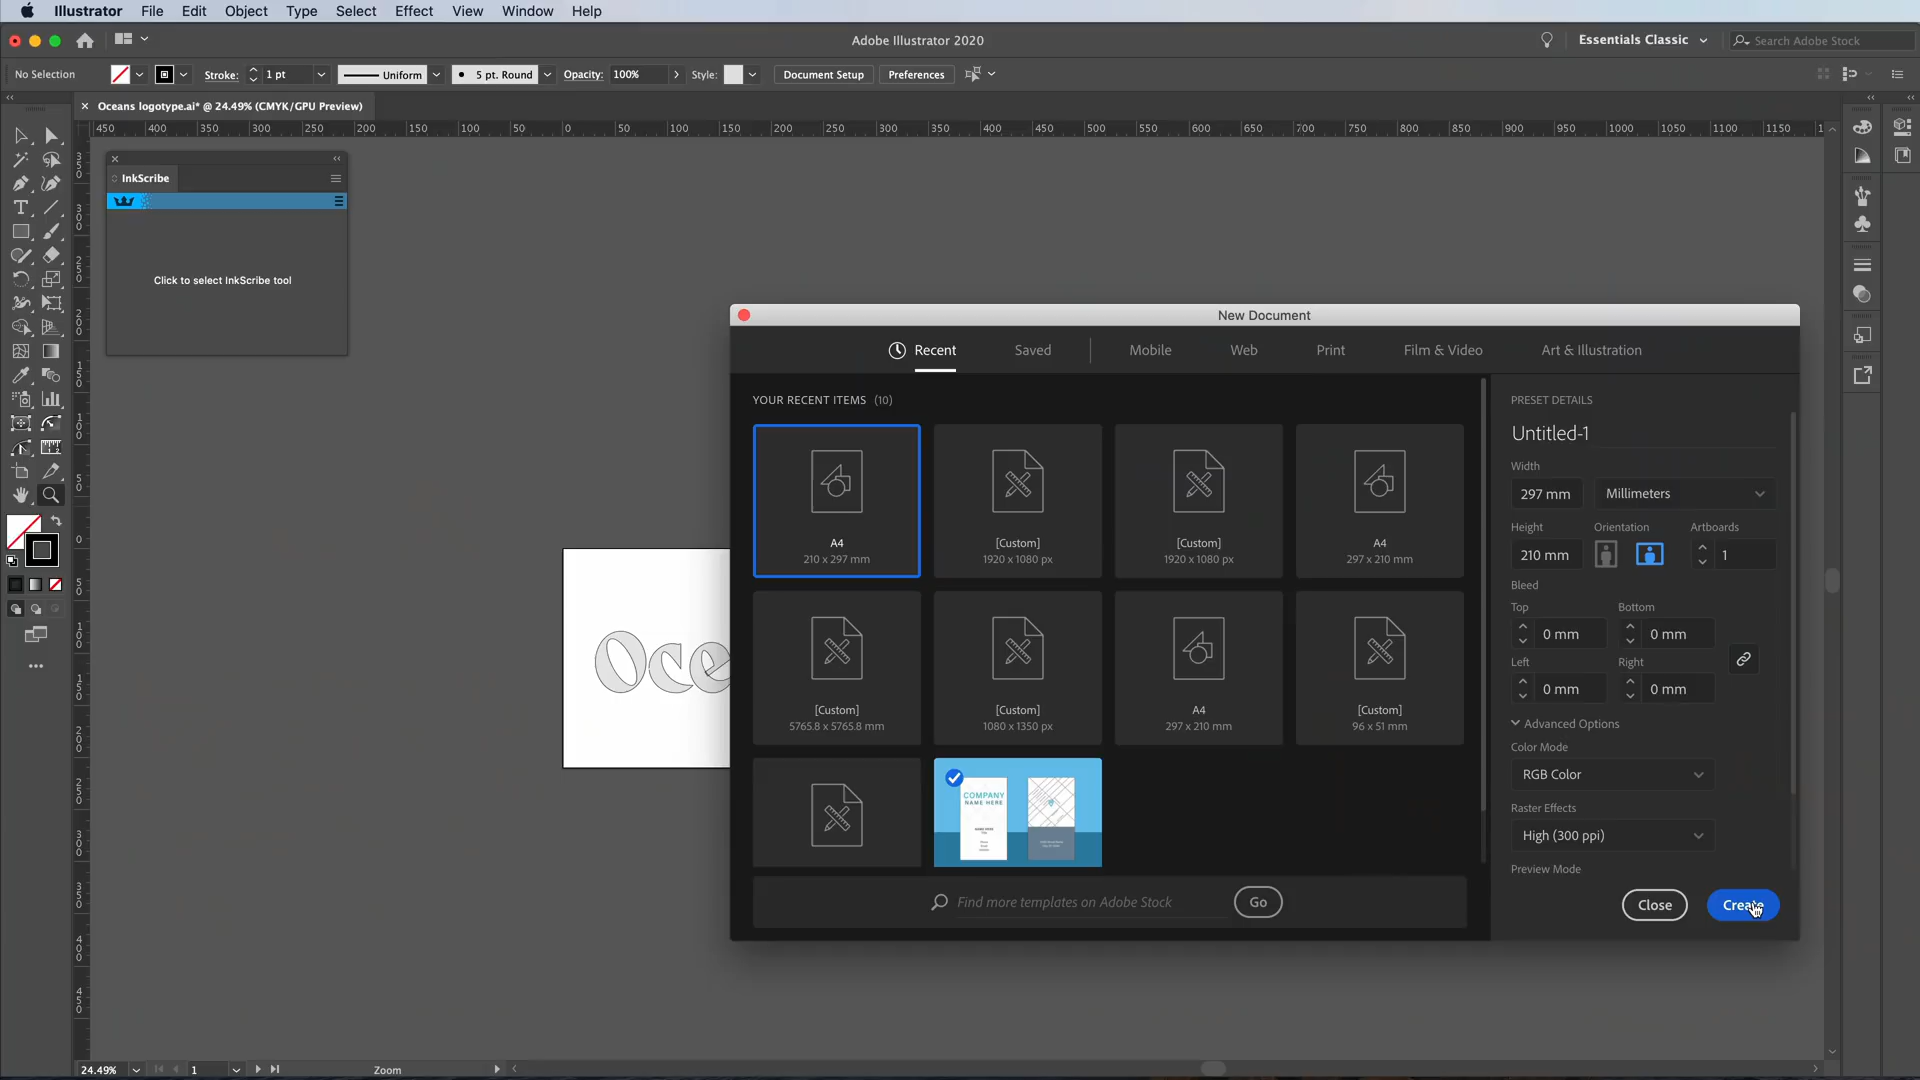 Illustrator File Edit Object Type Select Effect View Window Help
Adobe Illustrator 2020
Essentials Classic
Search Adobe Stock
No Selection
Stroke: 1 pt
Uniform
5 pt. Round
Opacity: 100%
Style:
Document Setup
Preferences
Oceans logotype.ai* @ 24.49% (CMYK/GPU Preview)
450 400 350 300 250 200 150 100 50 0 50 100 150 200 250 300 350 400 450 500 550 600 650 700 750 800 850 900 950 1000 1050 1100 1150
InkScribe
Click to select InkScribe tool
Oce
New Document
Recent
Saved
Mobile
Web
Print
Film & Video
Art & Illustration
YOUR RECENT ITEMS (10)
A4
210 x 297 mm
[Custom]
1920 x 1080 px
[Custom]
1920 x 1080 px
A4
297 x 210 mm
[Custom]
5765.8 x 5765.8 mm
[Custom]
1080 x 1350 px
A4
297 x 210 mm
[Custom]
96 x 51 mm
COMPANY
NAME HERE
Find more templates on Adobe Stock
Go
PRESET DETAILS
Untitled-1
Width
297 mm
Millimeters
Height
Orientation
Artboards
210 mm
1
Bleed
Top
Bottom
0 mm
0 mm
Left
Right
0 mm
0 mm
Advanced Options
Color Mode
RGB Color
Raster Effects
High (300 ppi)
Preview Mode
Close
Create
24.49%
1
Zoom